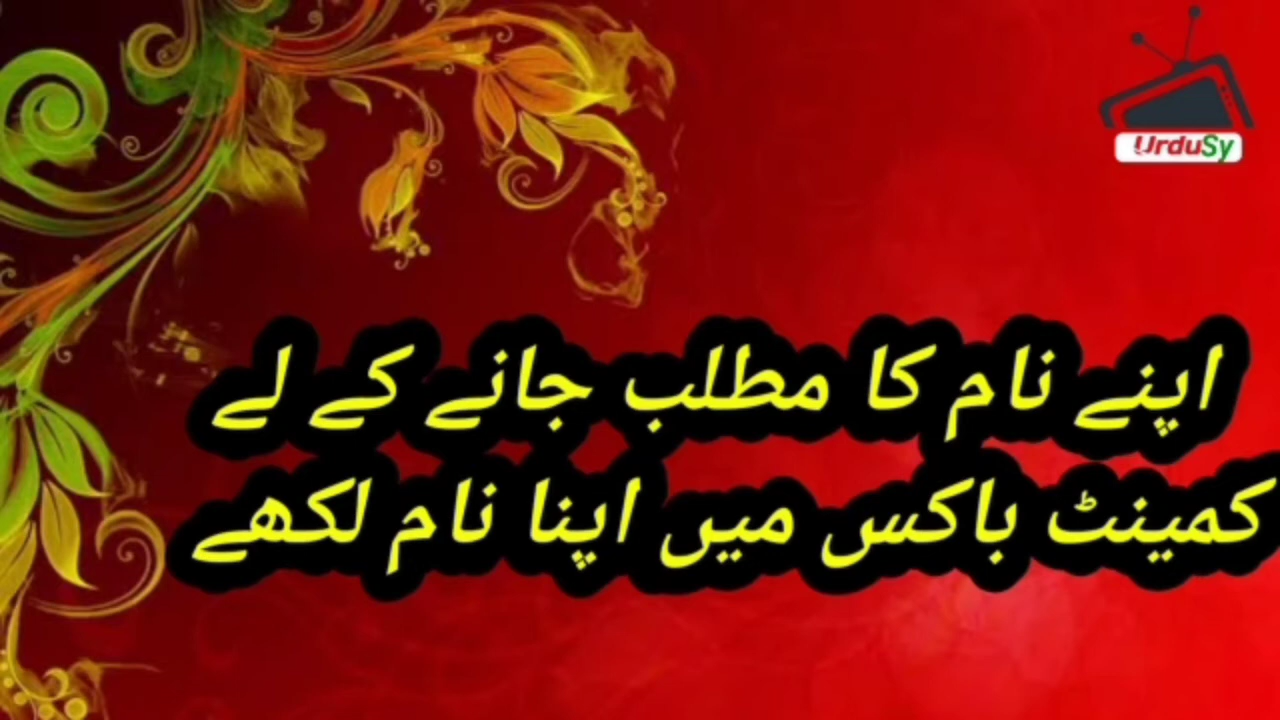 UrduSy
اپنے نام کا مطلب جانے کے لے
کمینٹ باکس میں اپنا نام لکھے